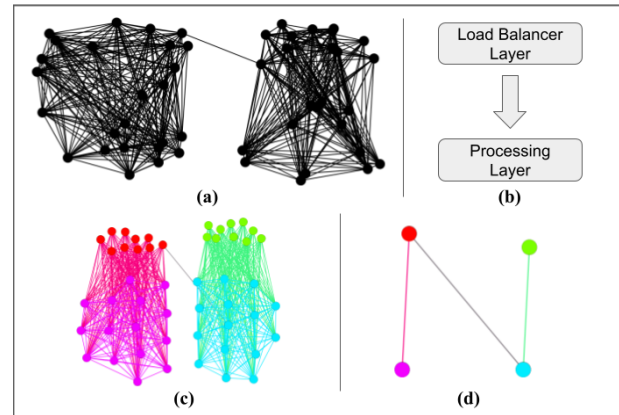 Load Balancer
Layer
Processing
Layer
(a)
(b)
(c)
(d)